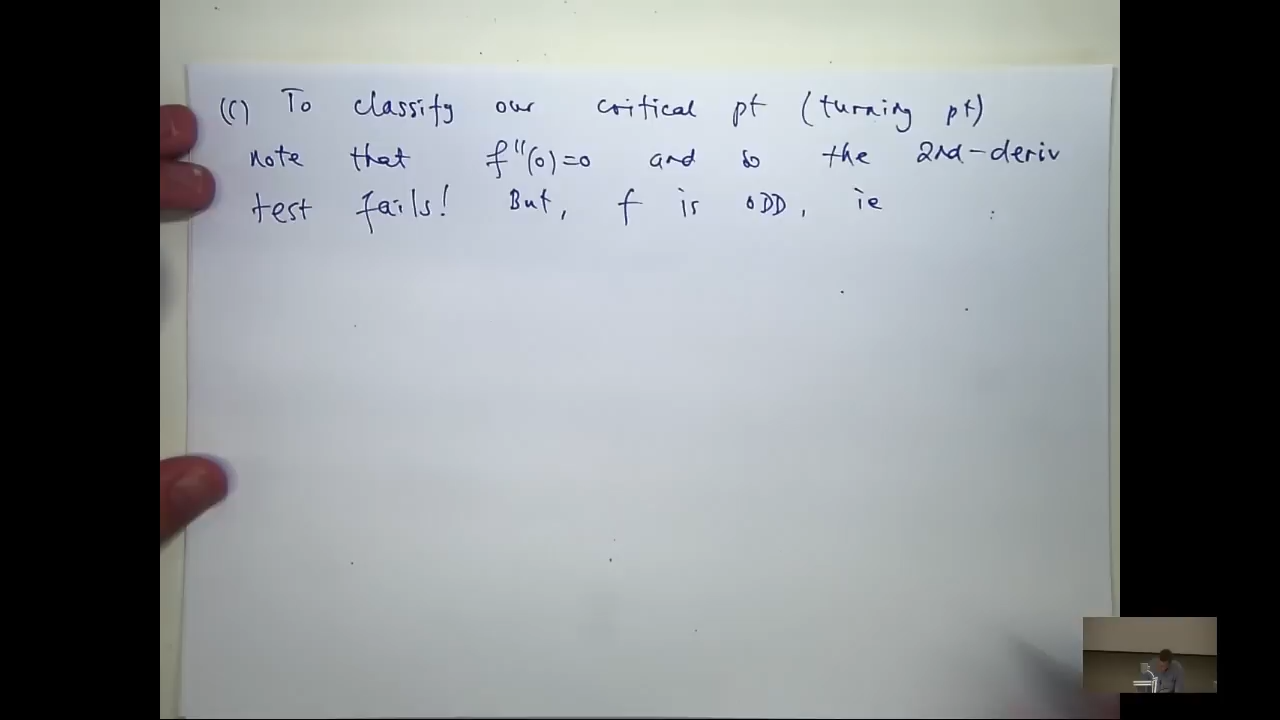 (c) To classify our critical pt (turning pt)
note that f''(0)=0 and so the 2nd-deriv
test fails! But, f is ODD, ie